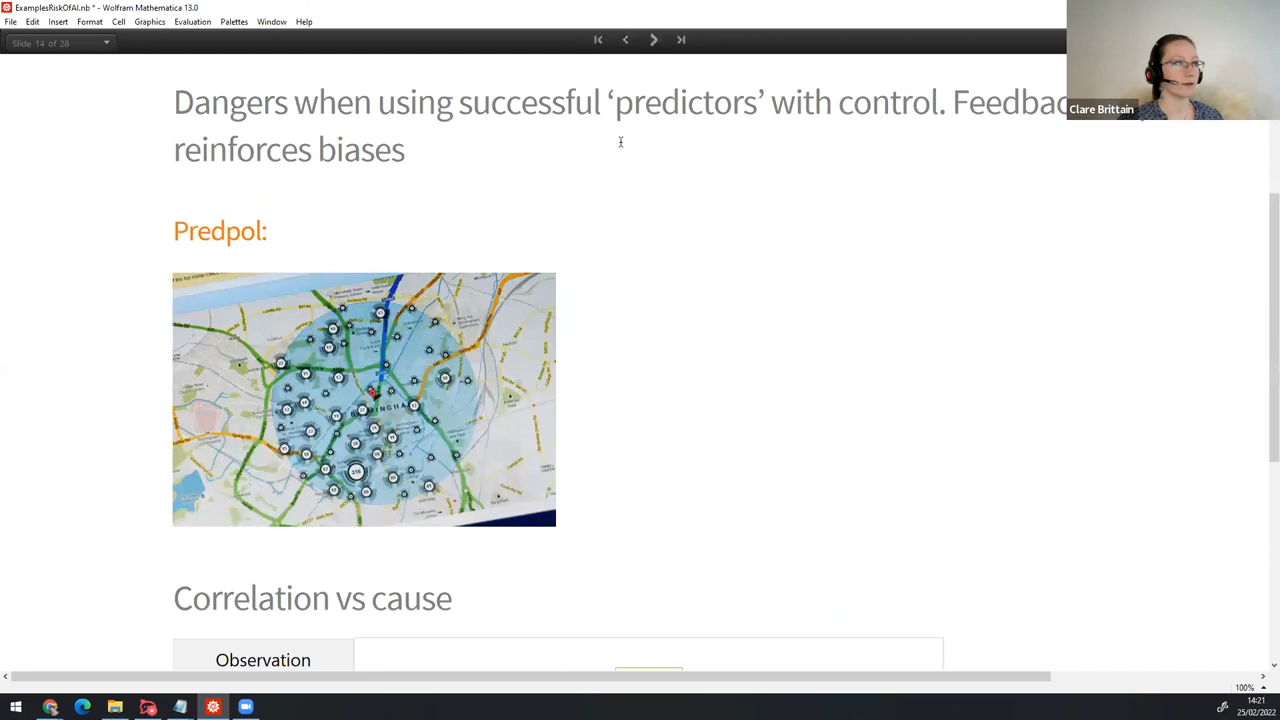 ExamplesRiskOfAI.nb * - Wolfram Mathematica 13.0
File Edit Insert Format Cell Graphics Evaluation Palettes Window Help
Slide 14 of 28
Clare Brittain
Dangers when using successful ‘predictors’ with control. Feedbac
reinforces biases
Predpol:
BIRMINGHAM
316
Correlation vs cause
Observation
100%
14:21
25/02/2022